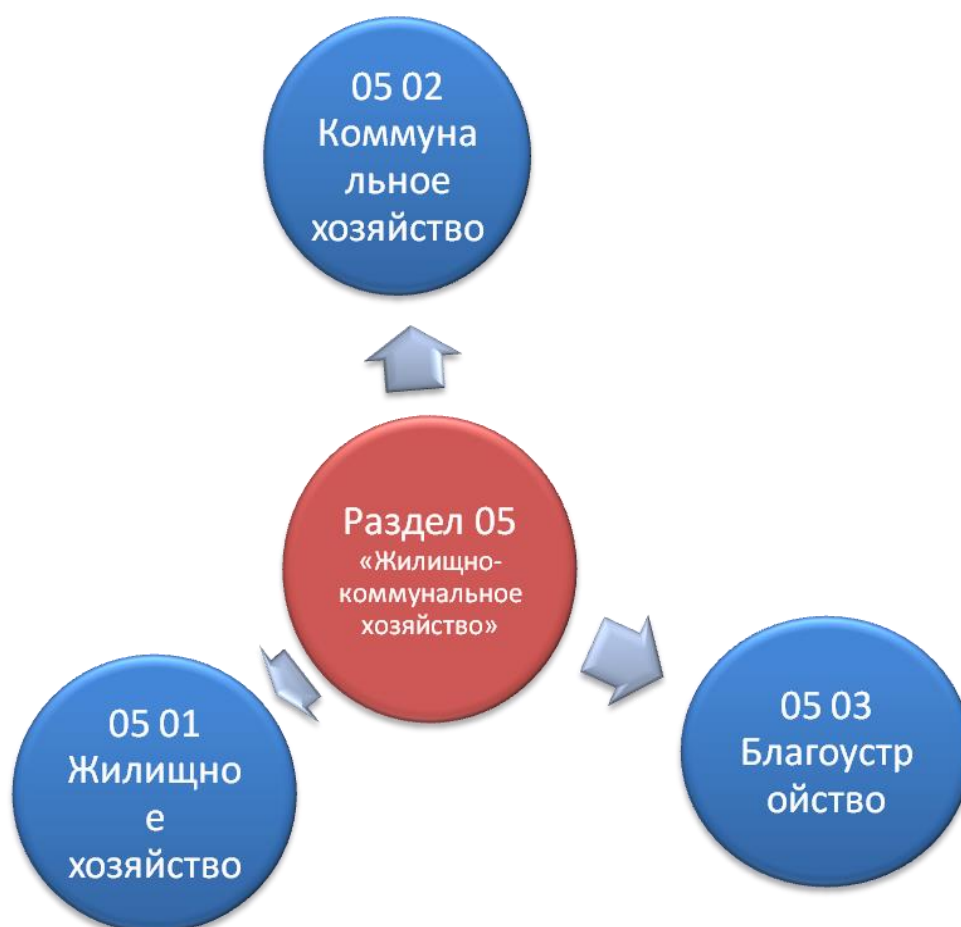 05 02
Коммуна
льное
хозяйство
Раздел 05
«Жилищно-
коммунальное
хозяйство»
05 01
Жилищно
е
хозяйство
05 03
Благоустр
ойство